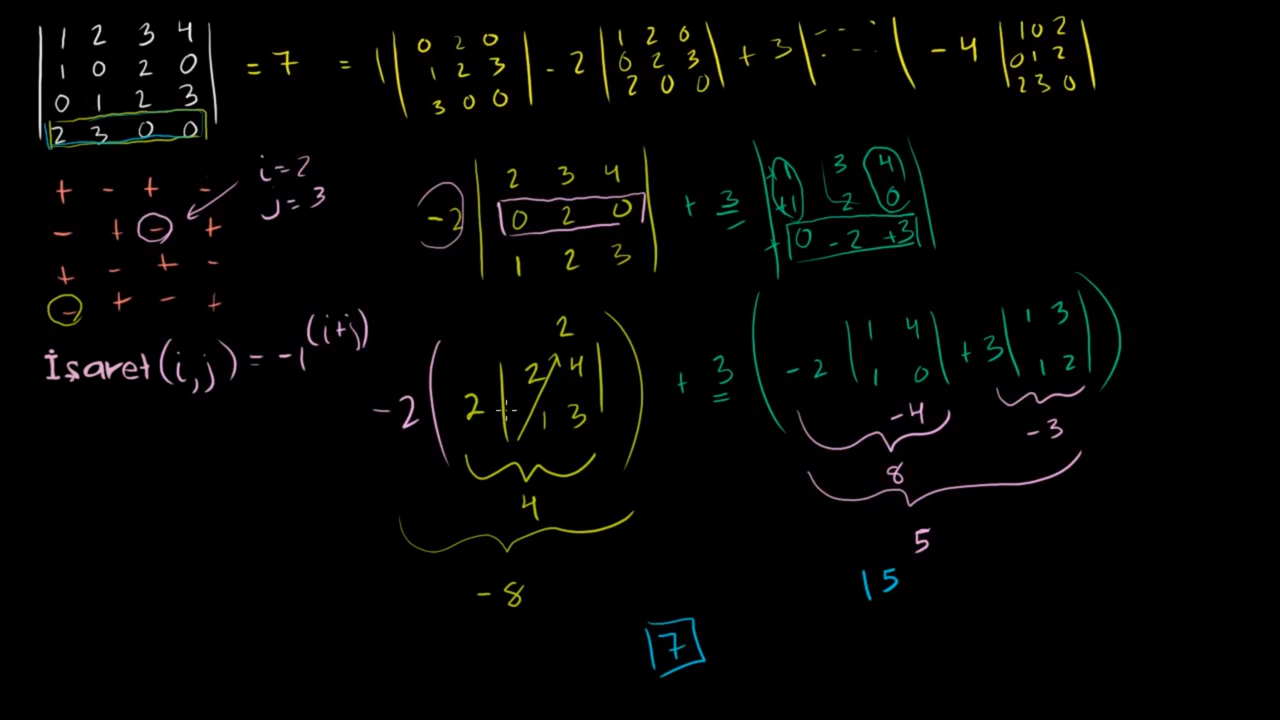 | 1 2 3 4 |
| 1 0 2 0 | = 7 = 1 | 0 2 0 | - 2 | 1 2 0 | + 3 | | - 4 | 1 0 2 |
| 0 1 2 3 | | 1 2 3 | | 0 2 3 | | 0 1 2 |
| 2 3 0 0 | | 3 0 0 | | 2 0 0 | | 2 3 0 |
+ - + -
- + - +
+ - + -
- + - +
i=2
j=3
-2 | 2 3 4 | + 3 | +1 3 4 |
| 0 2 0 | | +1 2 0 |
| 1 2 3 | | + 0 -2 +3 |
İşaret(i,j) = -1^(i+j)
2
-2 ( 2 | 2 4 | ) + 3 ( -2 | 1 4 | + 3 | 1 3 | )
| 1 3 | | 1 0 | | 1 2 |
4
-4
-3
8
-8
5
15
7